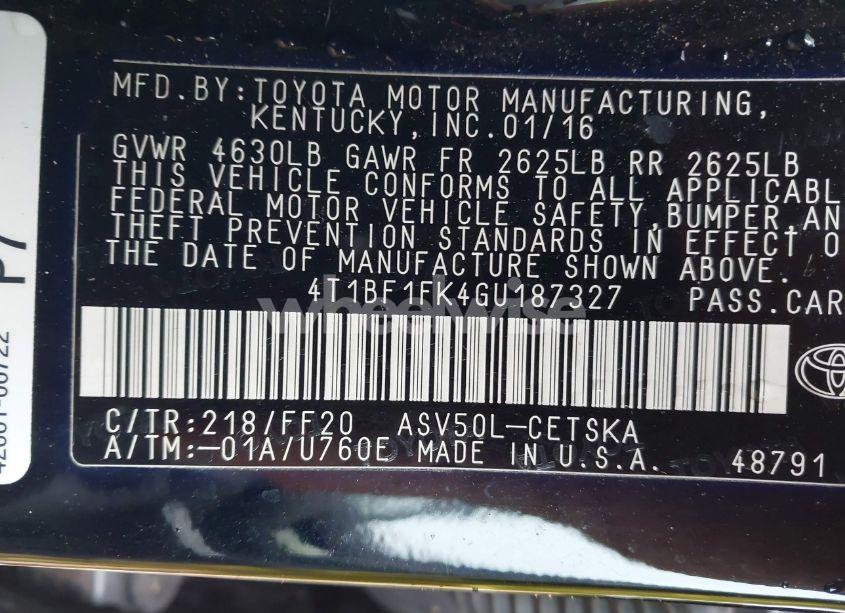 MFD.BY:TOYOTA MOTOR MANUFACTURING,
KENTUCKY,INC.01/16
GVWR 4630LB GAWR FR 2625LB RR 2625LB
THIS VEHICLE CONFORMS TO ALL APPLICABL
FEDERAL MOTOR VEHICLE SAFETY,BUMPER,AN
THEFT PREVENTION STANDARDS IN EFFECT O
THE DATE OF MANUFACTURE SHOWN ABOVE.
4T1BF1FK4GU187327 PASS.CAR
wheelwise
C/TR:218/FF20 ASV50L-CETSKA
A/TM:-01A/U760E MADE IN U.S.A. 48791
P7